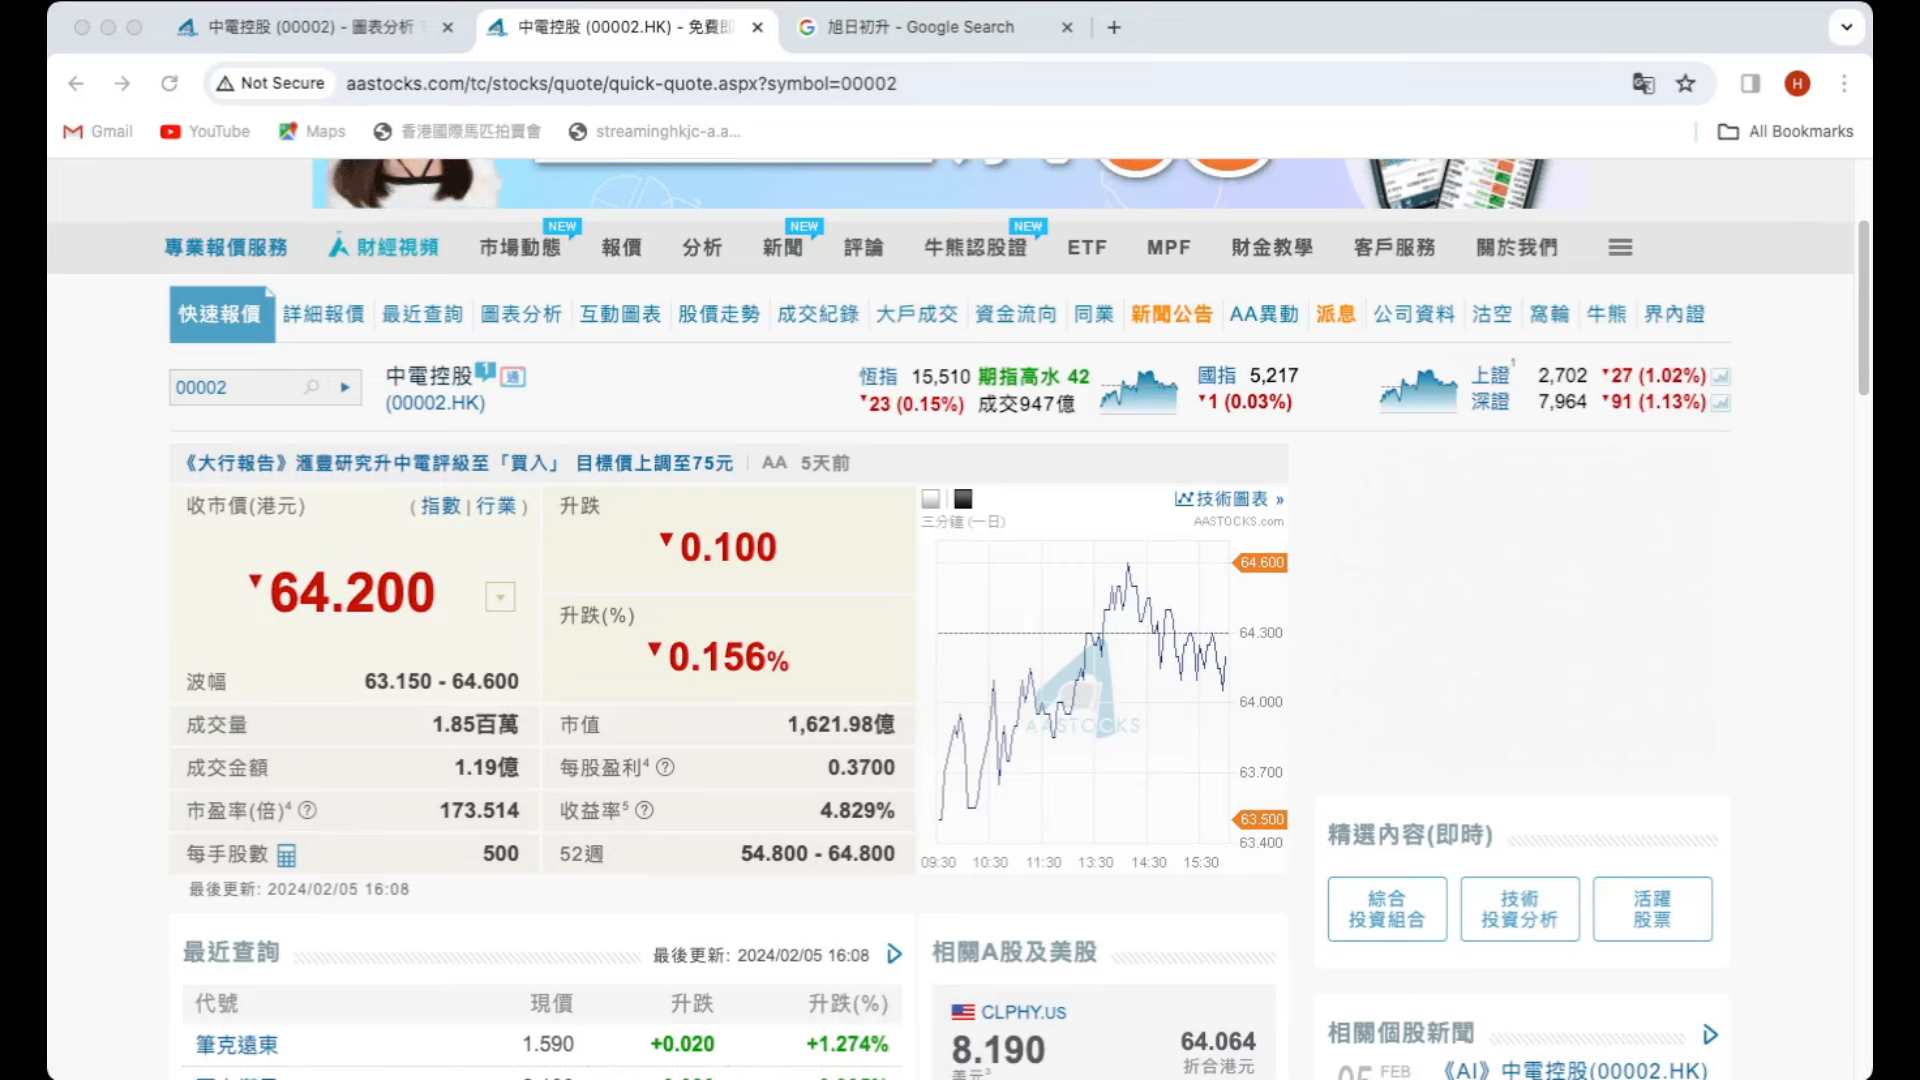 中電控股 (00002) - 圖表分析
中電控股 (00002.HK) - 免費即
旭日初升 - Google Search
Not Secure
aastocks.com/tc/stocks/quote/quick-quote.aspx?symbol=00002
H
Gmail
YouTube
Maps
香港國際馬匹拍賣會
streaminghkjc-a.a...
All Bookmarks
專業報價服務
財經視頻
市場動態 NEW
報價
分析
新聞 NEW
評論
牛熊認股證 NEW
ETF
MPF
財金教學
客戶服務
關於我們
快速報價
詳細報價
最近查詢
圖表分析
互動圖表
股價走勢
成交紀錄
大戶成交
資金流向
同業
新聞公告
AA異動
派息
公司資料
沽空
窩輪
牛熊
界內證
00002
中電控股 1 通
(00002.HK)
恆指 15,510 期指高水 42
▼23 (0.15%) 成交947億
國指 5,217
▼1 (0.03%)
上證1 2,702 ▼27 (1.02%)
深證 7,964 ▼91 (1.13%)
《大行報告》滙豐研究升中電評級至「買入」 目標價上調至75元 | AA 5天前
收市價(港元) ( 指數 | 行業 )
▼64.200
波幅 63.150 - 64.600
升跌
▼0.100
升跌(%)
▼0.156%
成交量 1.85百萬 市值 1,621.98億
成交金額 1.19億 每股盈利4 ? 0.3700
市盈率(倍)4 ? 173.514 收益率5 ? 4.829%
每手股數 500 52週 54.800 - 64.800
最後更新: 2024/02/05 16:08
技術圖表 »
三分鐘 (一日)
AASTOCKS.com
64.600
64.300
64.000
63.700
63.500
63.400
AASTOCKS
09:30 10:30 11:30 13:30 14:30 15:30
精選內容(即時)
綜合
投資組合
技術
投資分析
活躍
股票
最近查詢 最後更新: 2024/02/05 16:08
代號 現價 升跌 升跌(%)
筆克遠東 1.590 +0.020 +1.274%
相關A股及美股
CLPHY.US
8.190
美元3
64.064
折合港元
相關個股新聞
05 FEB
《AI》中電控股(00002.HK)